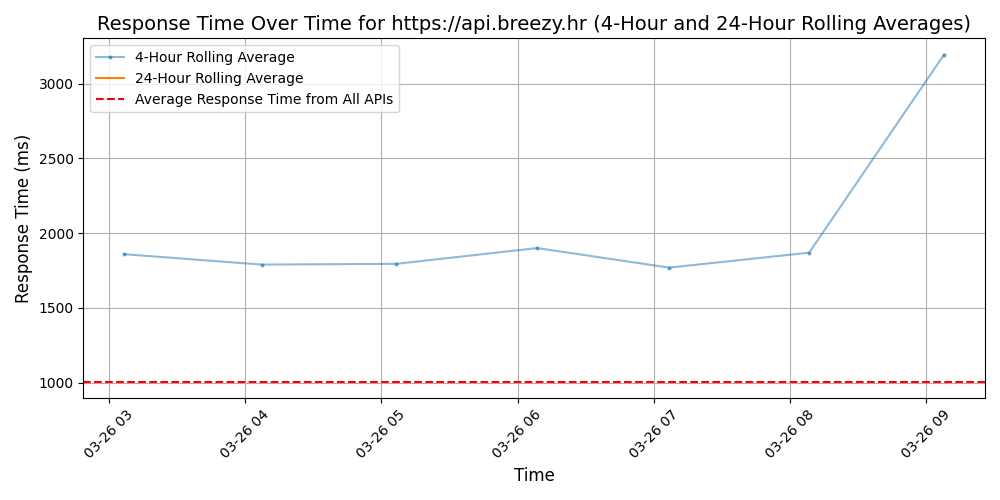 Response Time Over Time for https://api.breezy.hr (4-Hour and 24-Hour Rolling Averages)
4-Hour Rolling Average
24-Hour Rolling Average
Average Response Time from All APIs
Response Time (ms)
3000
2500
2000
1500
1000
03-26 03
03-26 04
03-26 05
03-26 06
03-26 07
03-26 08
03-26 09
Time